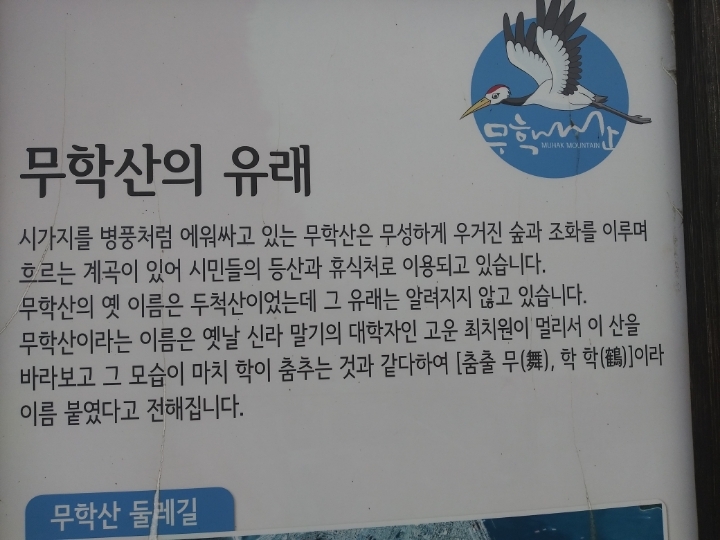 무학산
MUHAK MOUNTAIN
무학산의 유래
시가지를 병풍처럼 에워싸고 있는 무학산은 무성하게 우거진 숲과 조화를 이루며
흐르는 계곡이 있어 시민들의 등산과 휴식처로 이용되고 있습니다.
무학산의 옛 이름은 두척산이었는데 그 유래는 알려지지 않고 있습니다.
무학산이라는 이름은 옛날 신라 말기의 대학자인 고운 최치원이 멀리서 이 산을
바라보고 그 모습이 마치 학이 춤추는 것과 같다하여 [춤출 무(舞), 학 학(鶴)]이라
이름 붙였다고 전해집니다.
무학산 둘레길